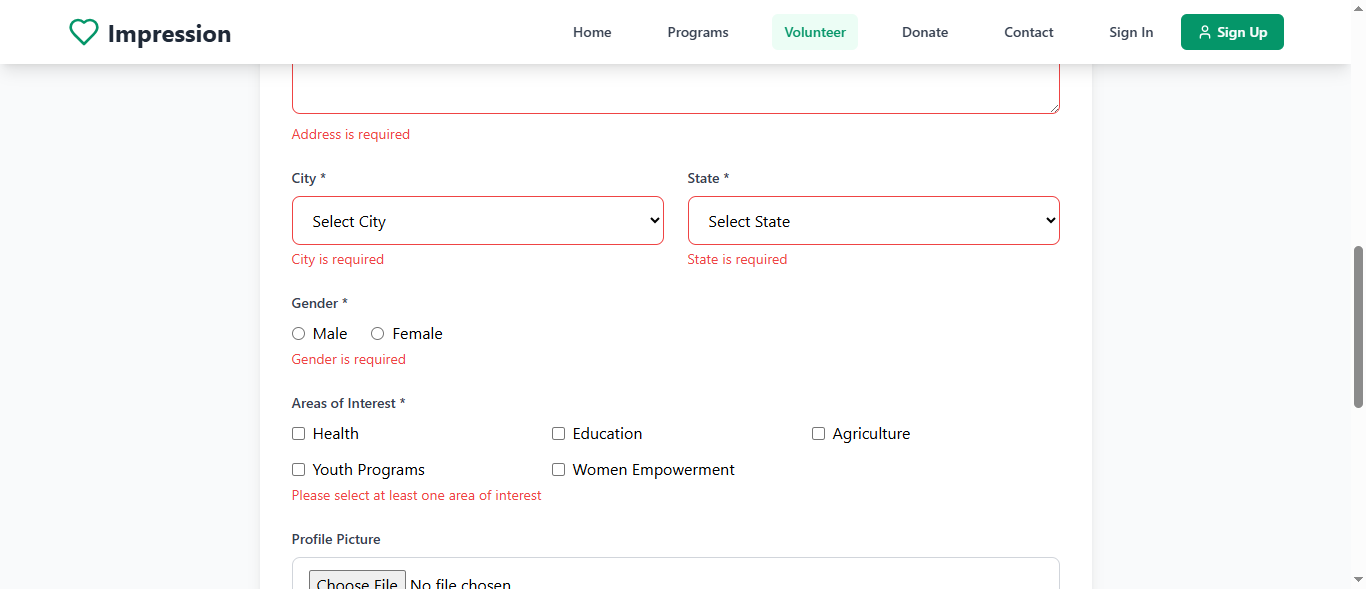 Impression Home Programs Volunteer Donate Contact Sign In Sign Up
Address is required
City * State *
Select City Select State
City is required State is required
Gender *
Male Female
Gender is required
Areas of Interest *
Health Education Agriculture
Youth Programs Women Empowerment
Please select at least one area of interest
Profile Picture
Choose File No file chosen